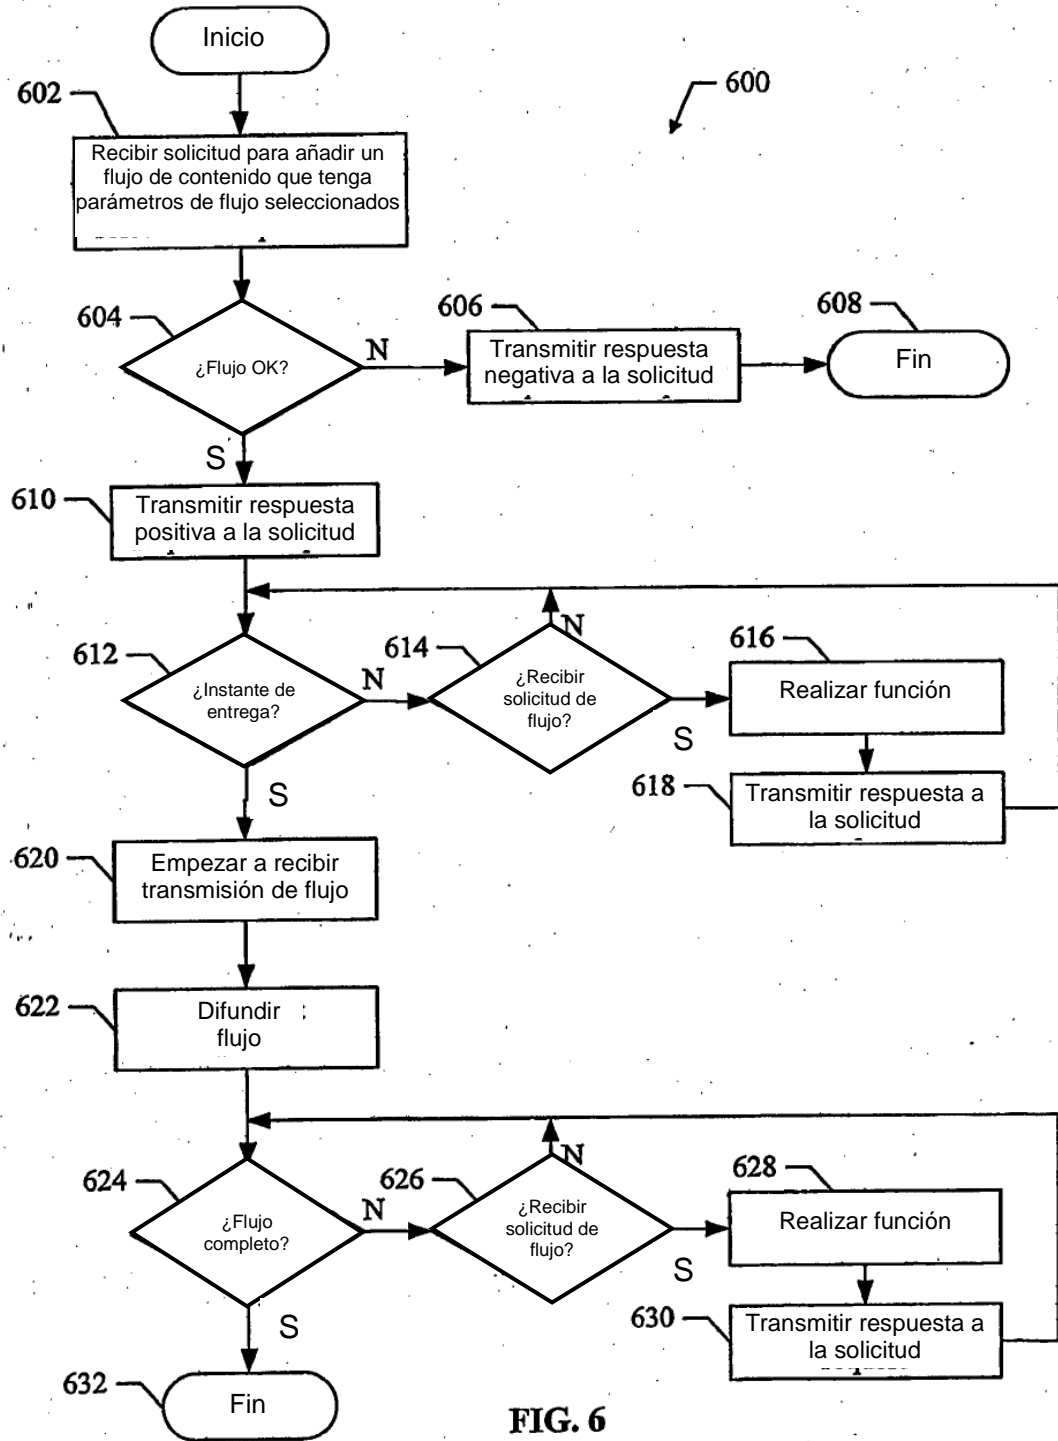 Inicio
600
602
Recibir solicitud para añadir un
flujo de contenido que tenga
parámetros de flujo seleccionados
604
¿Flujo OK?
N
606
Transmitir respuesta
negativa a la solicitud
608
Fin
S
610
Transmitir respuesta
positiva a la solicitud
612
¿Instante de
entrega?
N
614
¿Recibir
solicitud de
flujo?
N
S
616
Realizar función
618
Transmitir respuesta a
la solicitud
S
620
Empezar a recibir
transmisión de flujo
622
Difundir
flujo
624
¿Flujo
completo?
N
626
¿Recibir
solicitud de
flujo?
N
S
628
Realizar función
630
Transmitir respuesta a
la solicitud
S
632
Fin
FIG. 6